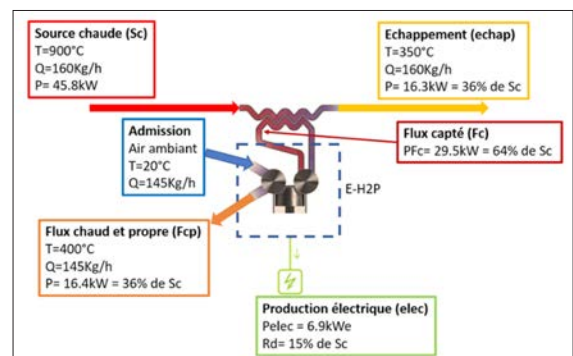 Source chaude (Sc)
T=900°C
Q=160Kg/h
P= 45.8kW
Echappement (echap)
T=350°C
Q=160Kg/h
P= 16.3kW = 36% de Sc
Admission
Air ambiant
T=20°C
Q=145Kg/h
Flux capté (Fc)
PFc= 29.5kW = 64% de Sc
E-H2P
Flux chaud et propre (Fcp)
T=400°C
Q=145Kg/h
P= 16.4kW = 36% de Sc
Production électrique (elec)
Pelec = 6.9kWe
Rd= 15% de Sc